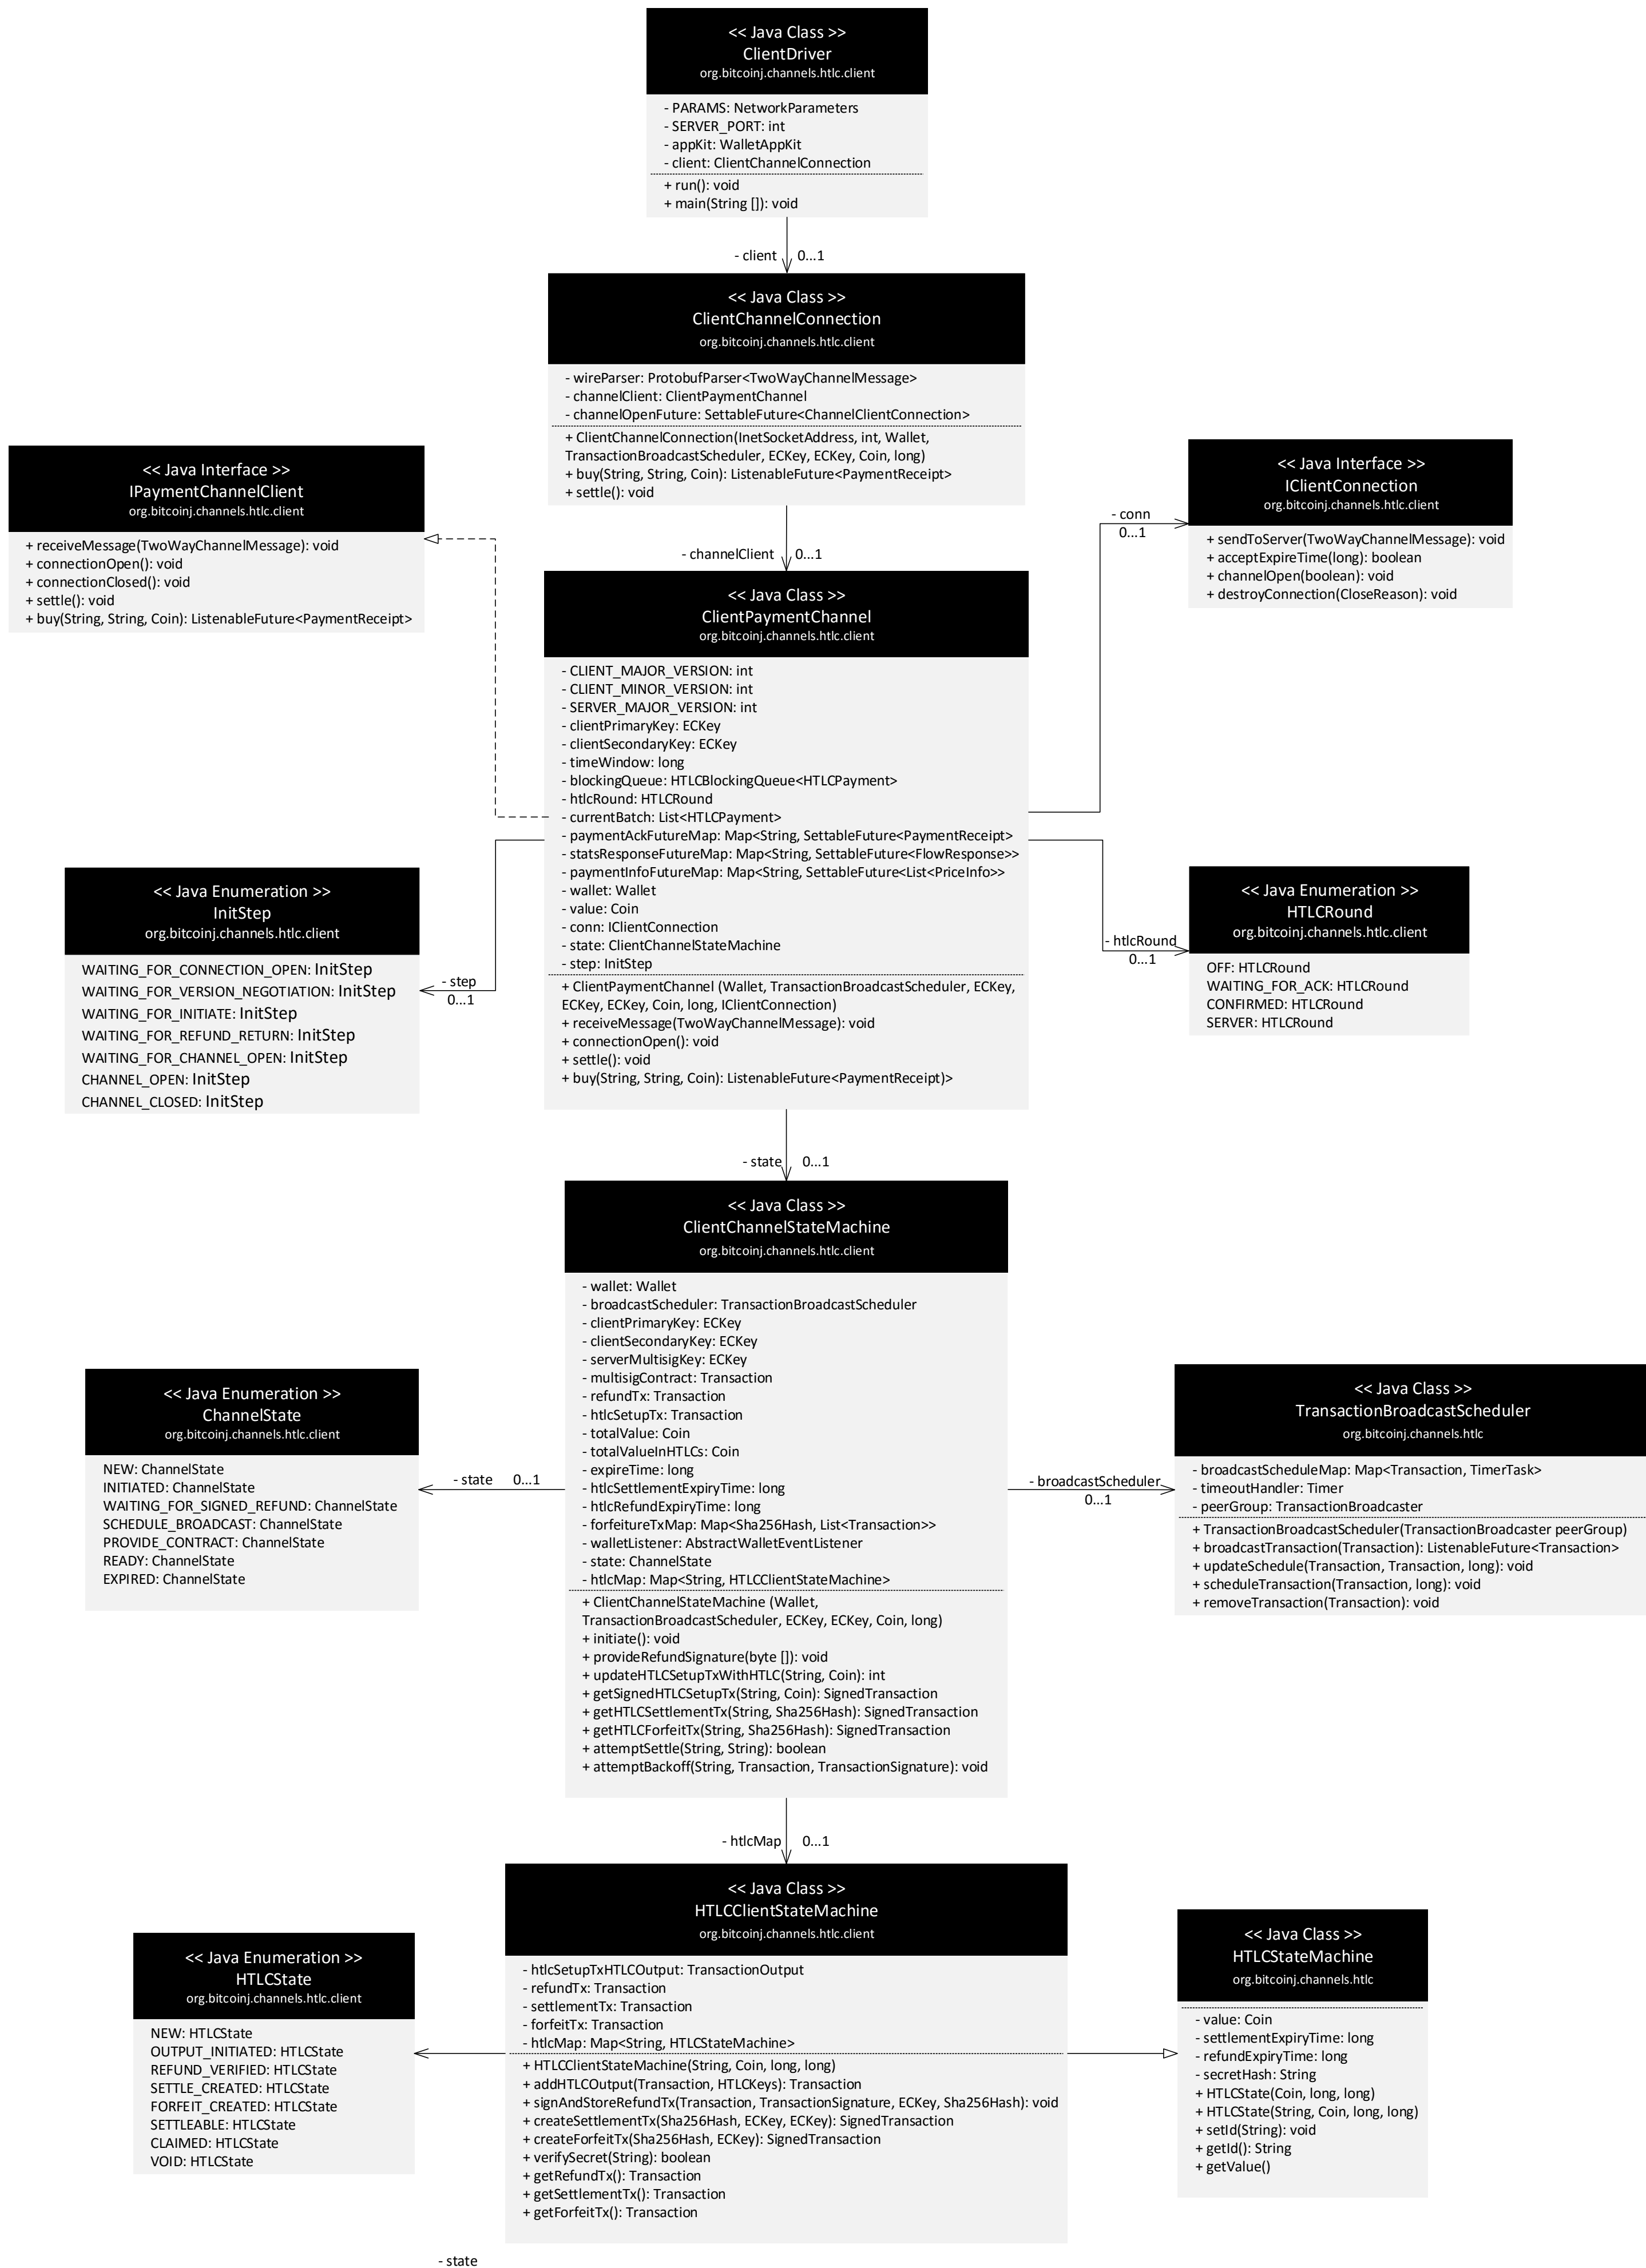 << Java Class >>
ClientDriver
org.bitcoinj.channels.htlc.client
- PARAMS: NetworkParameters
- SERVER_PORT: int
- appKit: WalletAppKit
- client: ClientChannelConnection
+ run(): void
+ main(String []): void
- client 0...1
<< Java Class >>
ClientChannelConnection
org.bitcoinj.channels.htlc.client
- wireParser: ProtobufParser<TwoWayChannelMessage>
- channelClient: ClientPaymentChannel
- channelOpenFuture: SettableFuture<ChannelClientConnection>
+ ClientChannelConnection(InetSocketAddress, int, Wallet,
TransactionBroadcastScheduler, ECKey, ECKey, Coin, long)
+ buy(String, String, Coin): ListenableFuture<PaymentReceipt>
+ settle(): void
<< Java Interface >>
IPaymentChannelClient
org.bitcoinj.channels.htlc.client
+ receiveMessage(TwoWayChannelMessage): void
+ connectionOpen(): void
+ connectionClosed(): void
+ settle(): void
+ buy(String, String, Coin): ListenableFuture<PaymentReceipt>
<< Java Interface >>
IClientConnection
org.bitcoinj.channels.htlc.client
+ sendToServer(TwoWayChannelMessage): void
+ acceptExpireTime(long): boolean
+ channelOpen(boolean): void
+ destroyConnection(CloseReason): void
- conn
0...1
- channelClient 0...1
<< Java Class >>
ClientPaymentChannel
org.bitcoinj.channels.htlc.client
- CLIENT_MAJOR_VERSION: int
- CLIENT_MINOR_VERSION: int
- SERVER_MAJOR_VERSION: int
- clientPrimaryKey: ECKey
- clientSecondaryKey: ECKey
- timeWindow: long
- blockingQueue: HTLCBlockingQueue<HTLCPayment>
- htlcRound: HTLCRound
- currentBatch: List<HTLCPayment>
- paymentAckFutureMap: Map<String, SettableFuture<PaymentReceipt>
- statsResponseFutureMap: Map<String, SettableFuture<FlowResponse>>
- paymentInfoFutureMap: Map<String, SettableFuture<List<PriceInfo>>
- wallet: Wallet
- value: Coin
- conn: IClientConnection
- state: ClientChannelStateMachine
- step: InitStep
+ ClientPaymentChannel (Wallet, TransactionBroadcastScheduler, ECKey,
ECKey, ECKey, Coin, long, IClientConnection)
+ receiveMessage(TwoWayChannelMessage): void
+ connectionOpen(): void
+ settle(): void
+ buy(String, String, Coin): ListenableFuture<PaymentReceipt)>
<< Java Enumeration >>
InitStep
org.bitcoinj.channels.htlc.client
WAITING_FOR_CONNECTION_OPEN: InitStep
WAITING_FOR_VERSION_NEGOTIATION: InitStep
WAITING_FOR_INITIATE: InitStep
WAITING_FOR_REFUND_RETURN: InitStep
WAITING_FOR_CHANNEL_OPEN: InitStep
CHANNEL_OPEN: InitStep
CHANNEL_CLOSED: InitStep
- step
0...1
<< Java Enumeration >>
HTLCRound
org.bitcoinj.channels.htlc.client
OFF: HTLCRound
WAITING_FOR_ACK: HTLCRound
CONFIRMED: HTLCRound
SERVER: HTLCRound
- htlcRound
0...1
- state 0...1
<< Java Class >>
ClientChannelStateMachine
org.bitcoinj.channels.htlc.client
- wallet: Wallet
- broadcastScheduler: TransactionBroadcastScheduler
- clientPrimaryKey: ECKey
- clientSecondaryKey: ECKey
- serverMultisigKey: ECKey
- multisigContract: Transaction
- refundTx: Transaction
- htlcSetupTx: Transaction
- totalValue: Coin
- totalValueInHTLCs: Coin
- expireTime: long
- htlcSettlementExpiryTime: long
- htlcRefundExpiryTime: long
- forfeitureTxMap: Map<Sha256Hash, List<Transaction>>
- walletListener: AbstractWalletEventListener
- state: ChannelState
- htlcMap: Map<String, HTLCClientStateMachine>
+ ClientChannelStateMachine (Wallet,
TransactionBroadcastScheduler, ECKey, ECKey, Coin, long)
+ initiate(): void
+ provideRefundSignature(byte []): void
+ updateHTLCSetupTxWithHTLC(String, Coin): int
+ getSignedHTLCSetupTx(String, Coin): SignedTransaction
+ getHTLCSettlementTx(String, Sha256Hash): SignedTransaction
+ getHTLCForfeitTx(String, Sha256Hash): SignedTransaction
+ attemptSettle(String, String): boolean
+ attemptBackoff(String, Transaction, TransactionSignature): void
<< Java Enumeration >>
ChannelState
org.bitcoinj.channels.htlc.client
NEW: ChannelState
INITIATED: ChannelState
WAITING_FOR_SIGNED_REFUND: ChannelState
SCHEDULE_BROADCAST: ChannelState
PROVIDE_CONTRACT: ChannelState
READY: ChannelState
EXPIRED: ChannelState
- state 0...1
<< Java Class >>
TransactionBroadcastScheduler
org.bitcoinj.channels.htlc
- broadcastScheduleMap: Map<Transaction, TimerTask>
- timeoutHandler: Timer
- peerGroup: TransactionBroadcaster
+ TransactionBroadcastScheduler(TransactionBroadcaster peerGroup)
+ broadcastTransaction(Transaction): ListenableFuture<Transaction>
+ updateSchedule(Transaction, Transaction, long): void
+ scheduleTransaction(Transaction, long): void
+ removeTransaction(Transaction): void
- broadcastScheduler
0...1
- htlcMap 0...1
<< Java Class >>
HTLCClientStateMachine
org.bitcoinj.channels.htlc.client
- htlcSetupTxHTLCOutput: TransactionOutput
- refundTx: Transaction
- settlementTx: Transaction
- forfeitTx: Transaction
- htlcMap: Map<String, HTLCStateMachine>
+ HTLCClientStateMachine(String, Coin, long, long)
+ addHTLCOutput(Transaction, HTLCKeys): Transaction
+ signAndStoreRefundTx(Transaction, TransactionSignature, ECKey, Sha256Hash): void
+ createSettlementTx(Sha256Hash, ECKey, ECKey): SignedTransaction
+ createForfeitTx(Sha256Hash, ECKey): SignedTransaction
+ verifySecret(String): boolean
+ getRefundTx(): Transaction
+ getSettlementTx(): Transaction
+ getForfeitTx(): Transaction
<< Java Enumeration >>
HTLCState
org.bitcoinj.channels.htlc.client
NEW: HTLCState
OUTPUT_INITIATED: HTLCState
REFUND_VERIFIED: HTLCState
SETTLE_CREATED: HTLCState
FORFEIT_CREATED: HTLCState
SETTLEABLE: HTLCState
CLAIMED: HTLCState
VOID: HTLCState
<< Java Class >>
HTLCStateMachine
org.bitcoinj.channels.htlc
- value: Coin
- settlementExpiryTime: long
- refundExpiryTime: long
- secretHash: String
+ HTLCState(Coin, long, long)
+ HTLCState(String, Coin, long, long)
+ setId(String): void
+ getId(): String
+ getValue()
- state